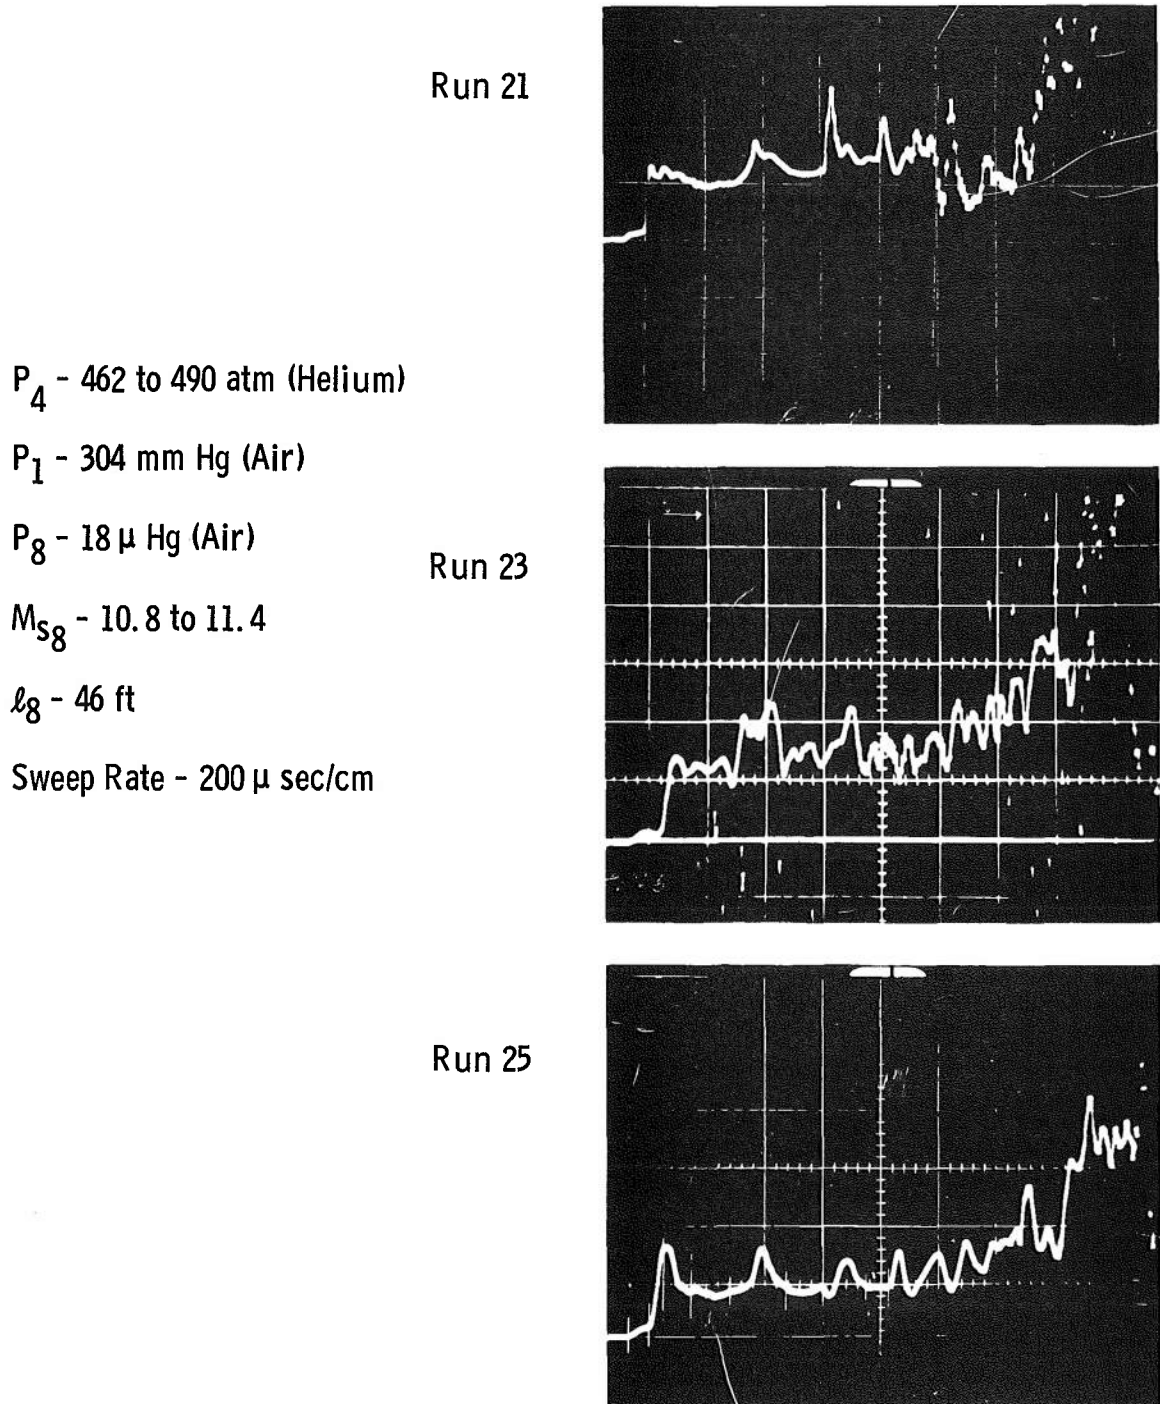 Run 21
P₄ - 462 to 490 atm (Helium)
P₁ - 304 mm Hg (Air)
P₈ - 18 μ Hg (Air)
Run 23
Mₛ₈ - 10.8 to 11.4
ℓ₈ - 46 ft
Sweep Rate - 200 μ sec/cm
Run 25